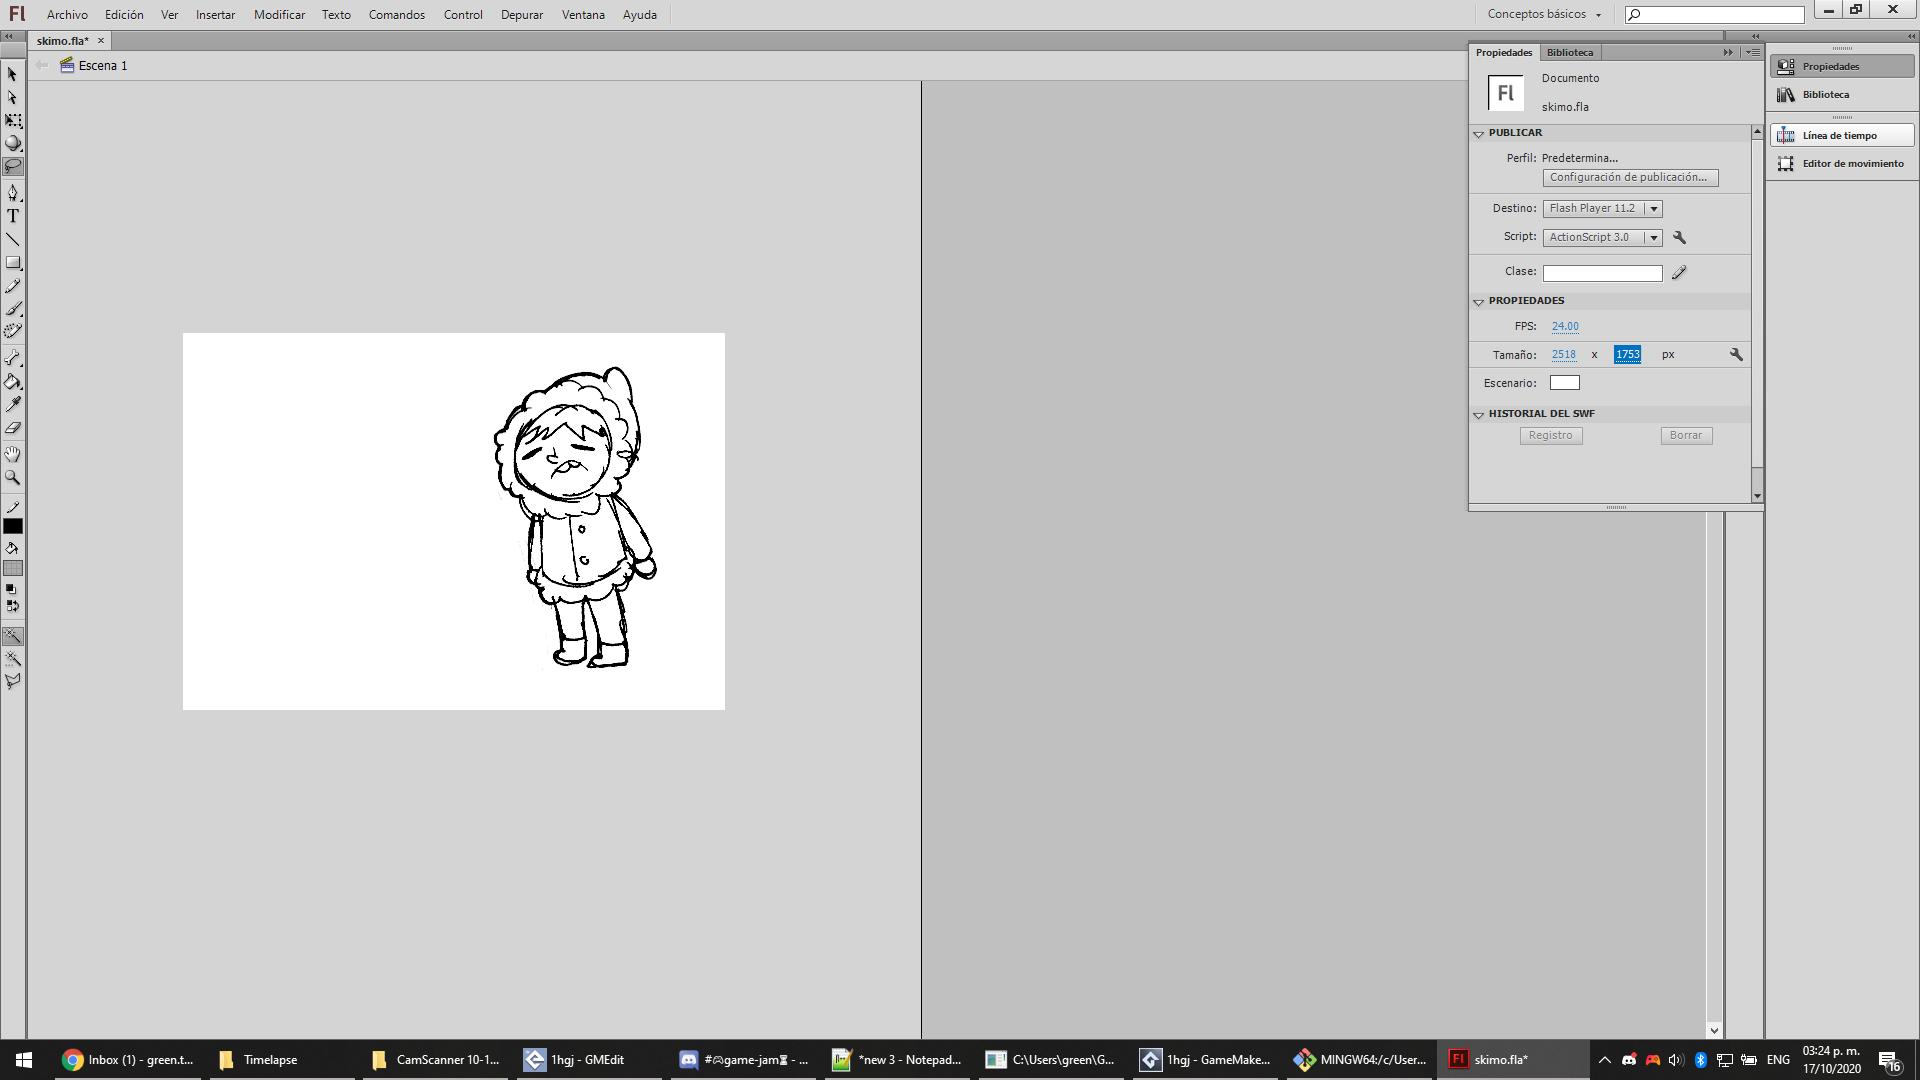 Fl Archivo Edición Ver Insertar Modificar Texto Comandos Control Depurar Ventana Ayuda Conceptos básicos
skimo.fla*
Escena 1
Propiedades Biblioteca
Fl
Documento
skimo.fla
PUBLICAR
Perfil: Predetermina...
Configuración de publicación...
Destino: Flash Player 11.2
Script: ActionScript 3.0
Clase:
PROPIEDADES
FPS: 24.00
Tamaño: 2518 x 1753 px
Escenario:
HISTORIAL DEL SWF
Registro Borrar
Propiedades
Biblioteca
Línea de tiempo
Editor de movimiento
T
Inbox (1) - green.t... Timelapse CamScanner 10-1... 1hgj - GMEdit #🎮game-jam⏳ - ... *new 3 - Notepad... C:\Users\green\G... 1hgj - GameMake... MINGW64:/c/User... Fl skimo.fla* ENG
03:24 p. m.
17/10/2020
16